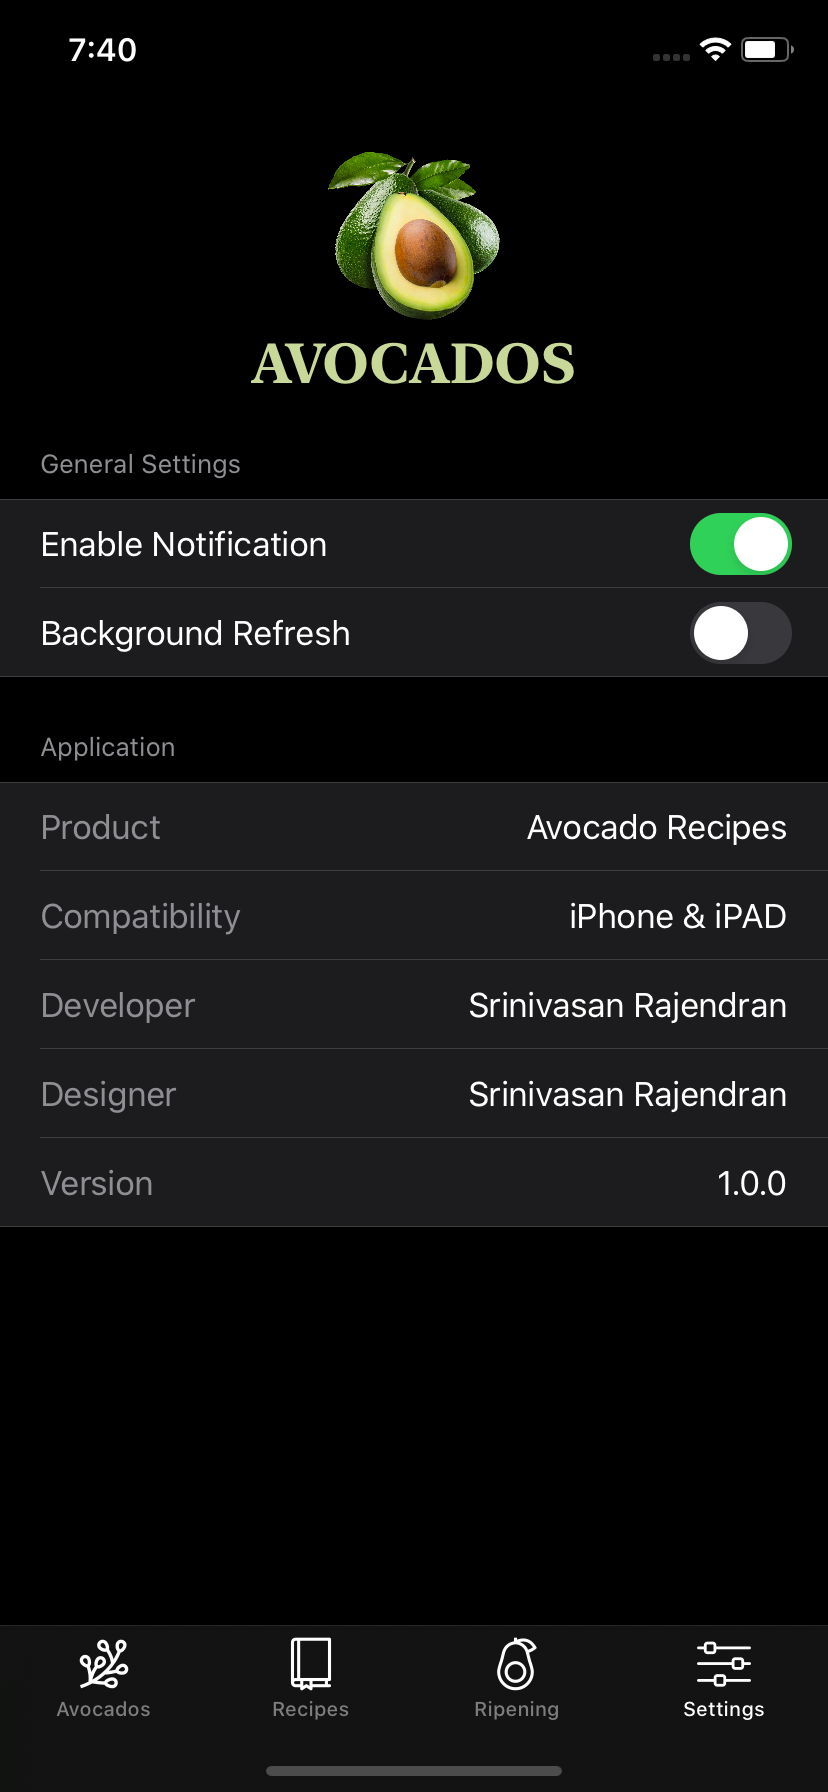 7:40
AVOCADOS
General Settings
Enable Notification
Background Refresh
Application
Product Avocado Recipes
Compatibility iPhone & iPAD
Developer Srinivasan Rajendran
Designer Srinivasan Rajendran
Version 1.0.0
Avocados Recipes Ripening Settings